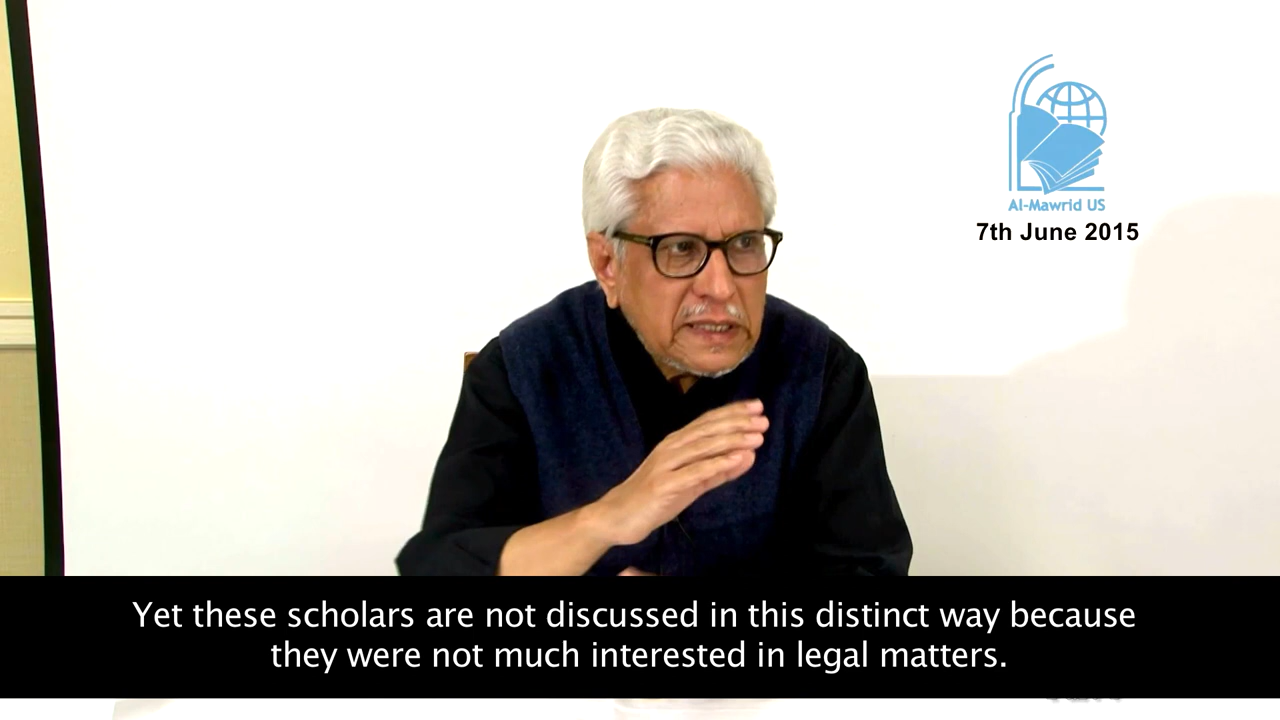 Al-Mawrid US
7th June 2015
Yet these scholars are not discussed in this distinct way because
they were not much interested in legal matters.